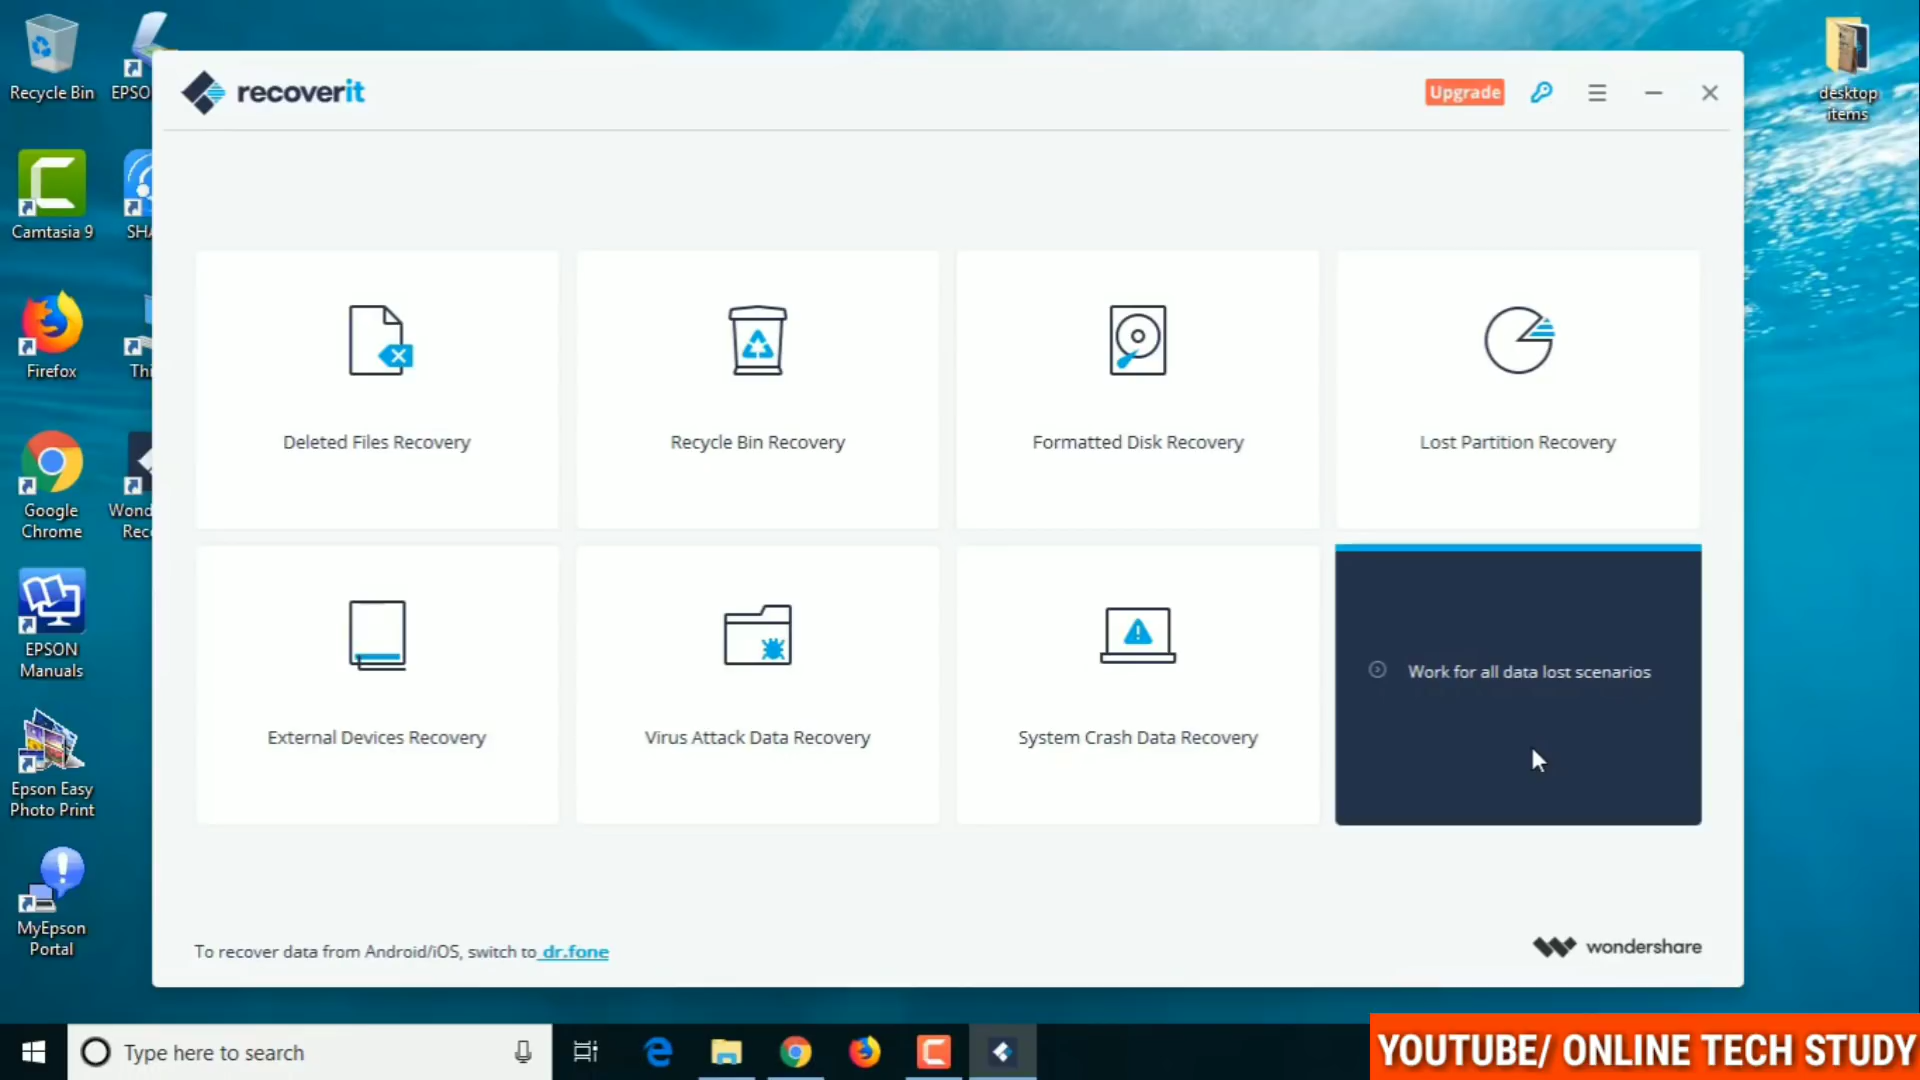 Recycle Bin
EPSO
desktop
items
recoverit
Upgrade
Camtasia 9
SHA
Firefox
Thi
Google
Chrome
Wond
Rec
EPSON
Manuals
Epson Easy
Photo Print
MyEpson
Portal
Deleted Files Recovery
Recycle Bin Recovery
Formatted Disk Recovery
Lost Partition Recovery
External Devices Recovery
Virus Attack Data Recovery
System Crash Data Recovery
Work for all data lost scenarios
To recover data from Android/iOS, switch to dr.fone
wondershare
Type here to search
YOUTUBE/ ONLINE TECH STUDY